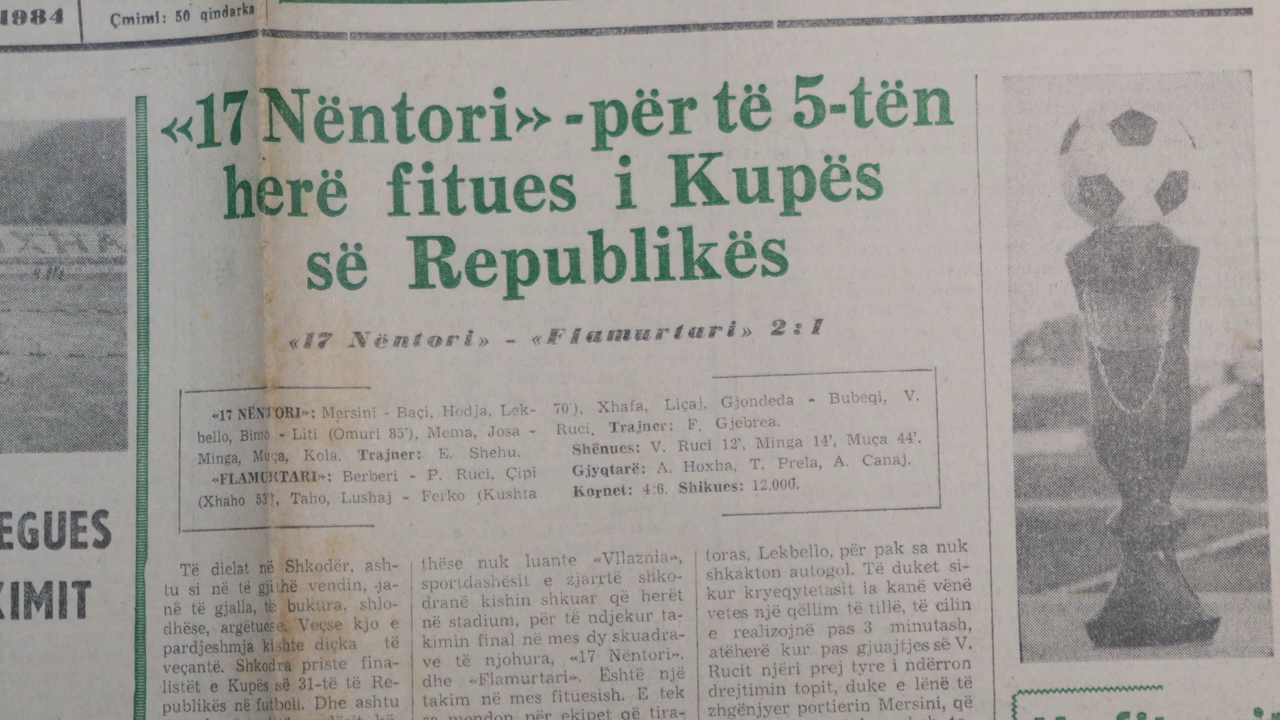 1984
Çmimi: 50 qindarka
«17 Nëntori» - për të 5-tën
herë fitues i Kupës
së Republikës
«17 Nëntori» - «Flamurtari» 2:1
«17 NËNTORI»: Mersini - Baçi, Hodja, Lek-
bello, Bimo - Liti (Omuri 85'), Mema, Josa -
Minga, Muça, Kola. Trajner: E. Shehu.
«FLAMURTARI»: Berberi - P. Ruci, Çipi
(Xhaho 53'), Taho, Lushaj - Ferko (Kushta
70'), Xhafa, Liçaj, Gjondeda - Bubeqi, V.
Ruci. Trajner: F. Gjebrea.
Shënues: V. Ruci 12', Minga 14', Muça 44'.
Gjyqtarë: A. Hoxha, T. Prela, A. Canaj.
Kornet: 4:6. Shikues: 12.000.
EGUES
KIMIT
Të dielat në Shkodër, ash-
tu si në të gjithë vendin, ja-
në të gjalla, të bukura, shlo-
dhëse, argëtuese. Veçse kjo e
pardjeshmja kishte diçka të
veçantë. Shkodra priste fina-
listët e Kupës së 31-të të Re-
publikës në futboll. Dhe ashtu
thëse nuk luante «Vllaznia»,
sportdashësit e zjarrtë shko-
dranë kishin shkuar që herët
në stadium, për të ndjekur ta-
kimin final në mes dy skuadra-
ve të njohura, «17 Nëntori».
dhe «Flamurtari». Është një
takim në mes fituesish. E tek
sa mendon për ekipet që tira-
toras, Lekbello, për pak sa nuk
shkakton autogol. Të duket si-
kur kryeqytetasit ia kanë vënë
vetes një qëllim të tillë, të cilin
e realizojnë pas 3 minutash,
atëherë kur pas gjuajtjes së V.
Rucit njëri prej tyre i ndërron
drejtimin topit, duke e lënë të
zhgënjyer portierin Mersini, që